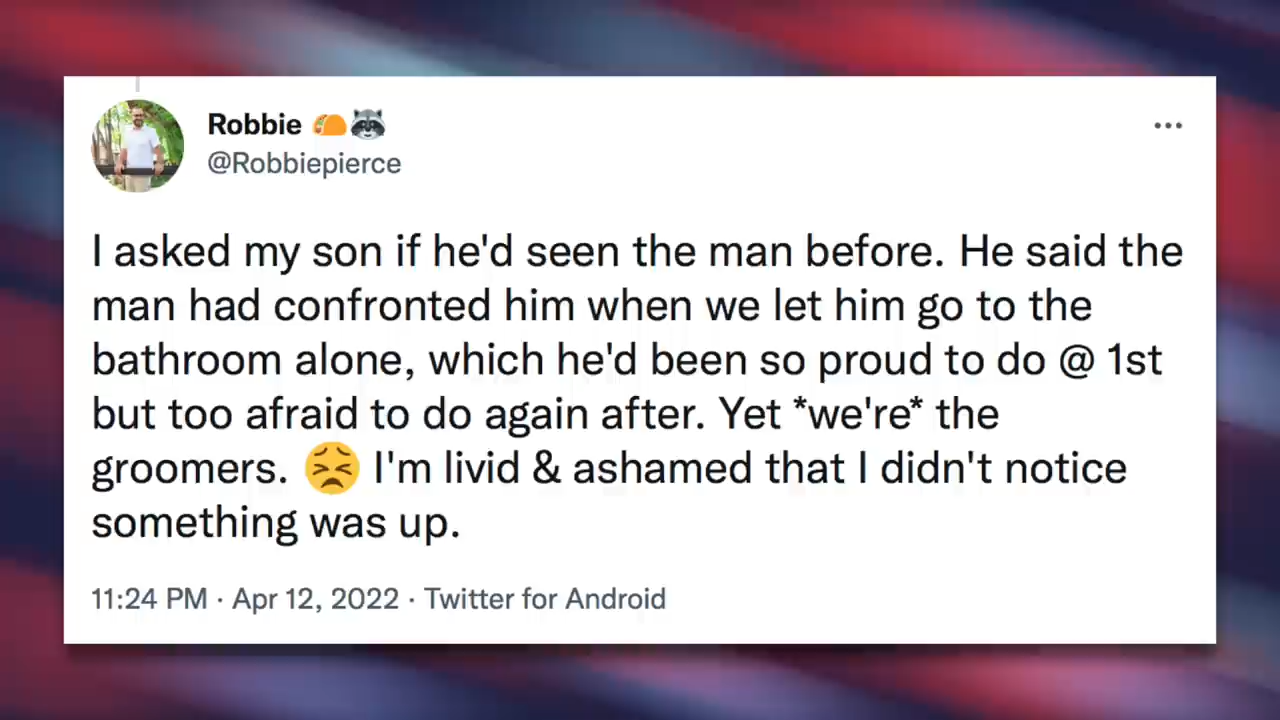 Robbie 🌮🦝
@Robbiepierce
I asked my son if he'd seen the man before. He said the
man had confronted him when we let him go to the
bathroom alone, which he'd been so proud to do @ 1st
but too afraid to do again after. Yet *we're* the
groomers. 😣 I'm livid & ashamed that I didn't notice
something was up.
11:24 PM · Apr 12, 2022 · Twitter for Android